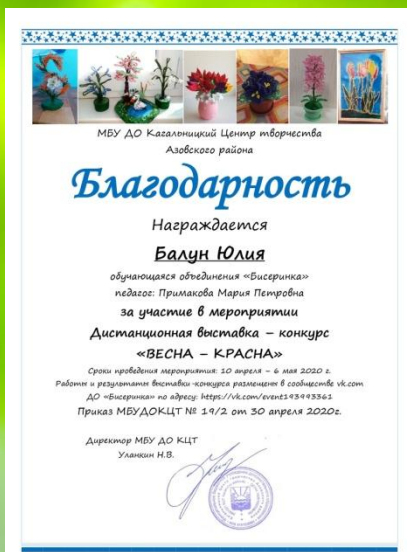 МБУ ДО Кагальницкий Центр творчества
Азовского района
Благодарность
Награждается
Балун Юлия
обучающаяся объединения «Бисеринка»
педагог: Примакова Мария Петровна
за участие в мероприятии
Дистанционная выставка – конкурс
«ВЕСНА – КРАСНА»
Сроки проведения мероприятия: 10 апреля – 6 мая 2020 г.
Работы и результаты выставки-конкурса размещены в сообществе vk.com
ДО «Бисеринка» по адресу: https://vk.com/event193993361
Приказ МБУДОКЦТ № 19/2 от 30 апреля 2020г.
Директор МБУ ДО КЦТ
Уланкин Н.В.